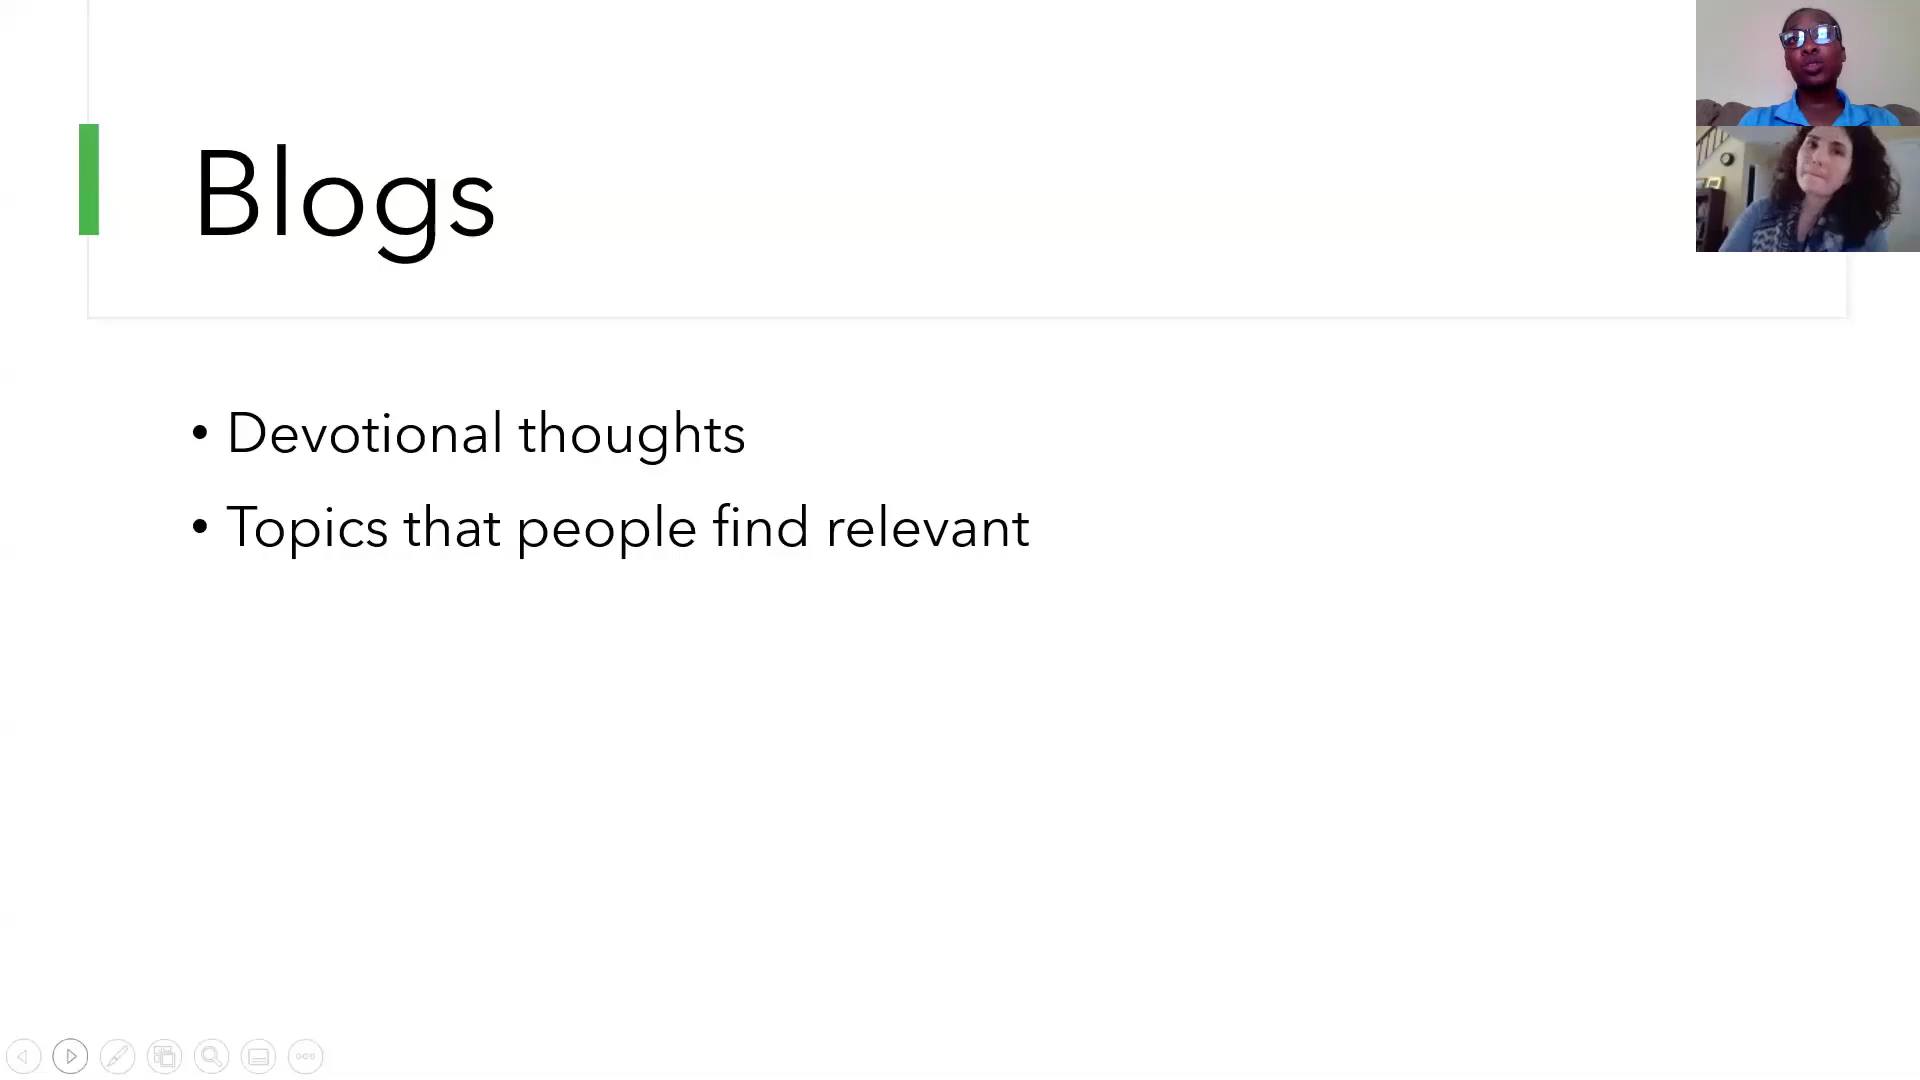 Blogs
• Devotional thoughts
• Topics that people find relevant